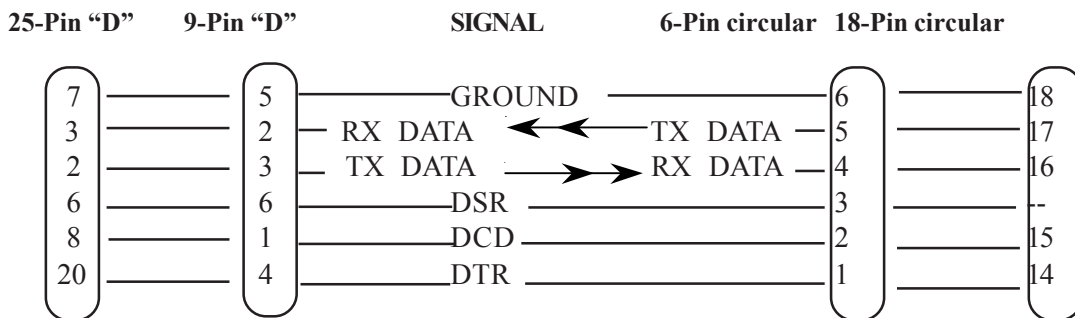 25-Pin “D” 9-Pin “D” SIGNAL 6-Pin circular 18-Pin circular
7 5 GROUND 6 18
3 2 RX DATA TX DATA 5 17
2 3 TX DATA RX DATA 4 16
6 6 DSR 3 --
8 1 DCD 2 15
20 4 DTR 1 14